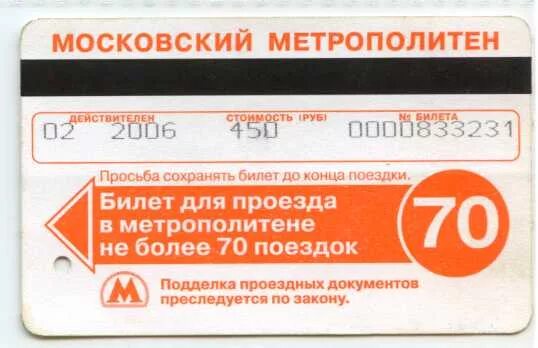 МОСКОВСКИЙ МЕТРОПОЛИТЕН
ДЕЙСТВИТЕЛЕН СТОИМОСТЬ (РУБ) № БИЛЕТА
02 2006 450 0000833231
Просьба сохранять билет до конца поездки.
Билет для проезда
в метрополитене
не более 70 поездок
70
М
Подделка проездных документов
преследуется по закону.